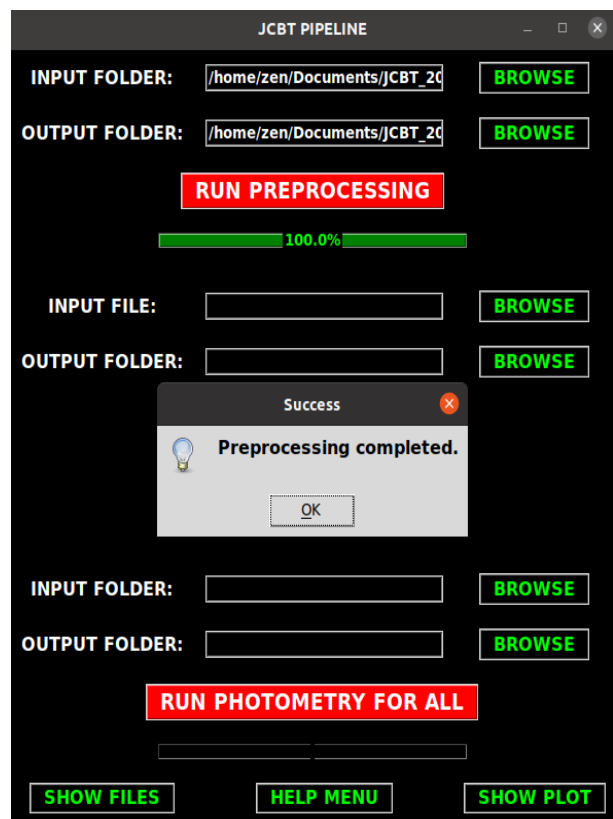 JCBT PIPELINE
INPUT FOLDER: /home/zen/Documents/JCBT_20 BROWSE
OUTPUT FOLDER: /home/zen/Documents/JCBT_20 BROWSE
RUN PREPROCESSING
100.0%
INPUT FILE: BROWSE
OUTPUT FOLDER: BROWSE
Success
Preprocessing completed.
OK
INPUT FOLDER: BROWSE
OUTPUT FOLDER: BROWSE
RUN PHOTOMETRY FOR ALL
SHOW FILES HELP MENU SHOW PLOT